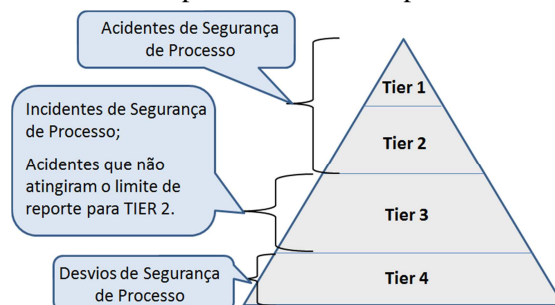 Acidentes de Segurança
de Processo
Incidentes de Segurança
de Processo;
Acidentes que não
atingiram o limite de
reporte para TIER 2.
Desvios de Segurança
de Processo
Tier 1
Tier 2
Tier 3
Tier 4